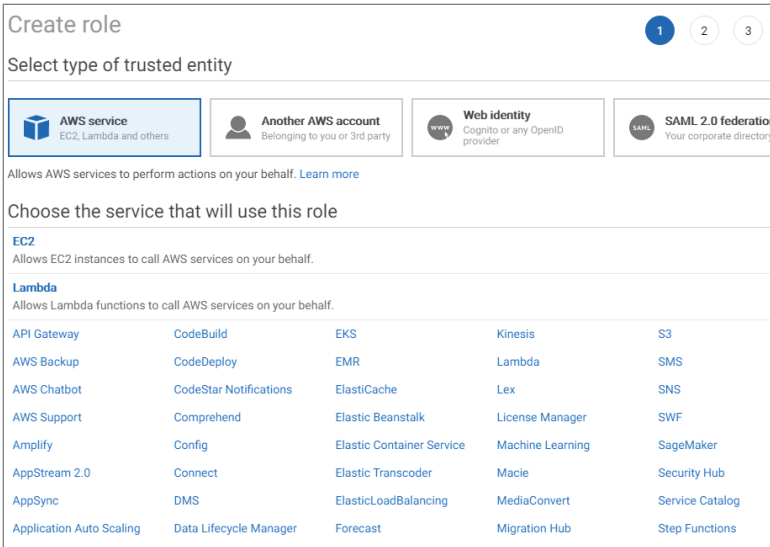 Create role
1 2 3
Select type of trusted entity
AWS service
EC2, Lambda and others
Another AWS account
Belonging to you or 3rd party
www
Web identity
Cognito or any OpenID
provider
SAML
SAML 2.0 federation
Your corporate directory
Allows AWS services to perform actions on your behalf. Learn more
Choose the service that will use this role
EC2
Allows EC2 instances to call AWS services on your behalf.
Lambda
Allows Lambda functions to call AWS services on your behalf.
API Gateway CodeBuild EKS Kinesis S3
AWS Backup CodeDeploy EMR Lambda SMS
AWS Chatbot CodeStar Notifications ElastiCache Lex SNS
AWS Support Comprehend Elastic Beanstalk License Manager SWF
Amplify Config Elastic Container Service Machine Learning SageMaker
AppStream 2.0 Connect Elastic Transcoder Macie Security Hub
AppSync DMS ElasticLoadBalancing MediaConvert Service Catalog
Application Auto Scaling Data Lifecycle Manager Forecast Migration Hub Step Functions